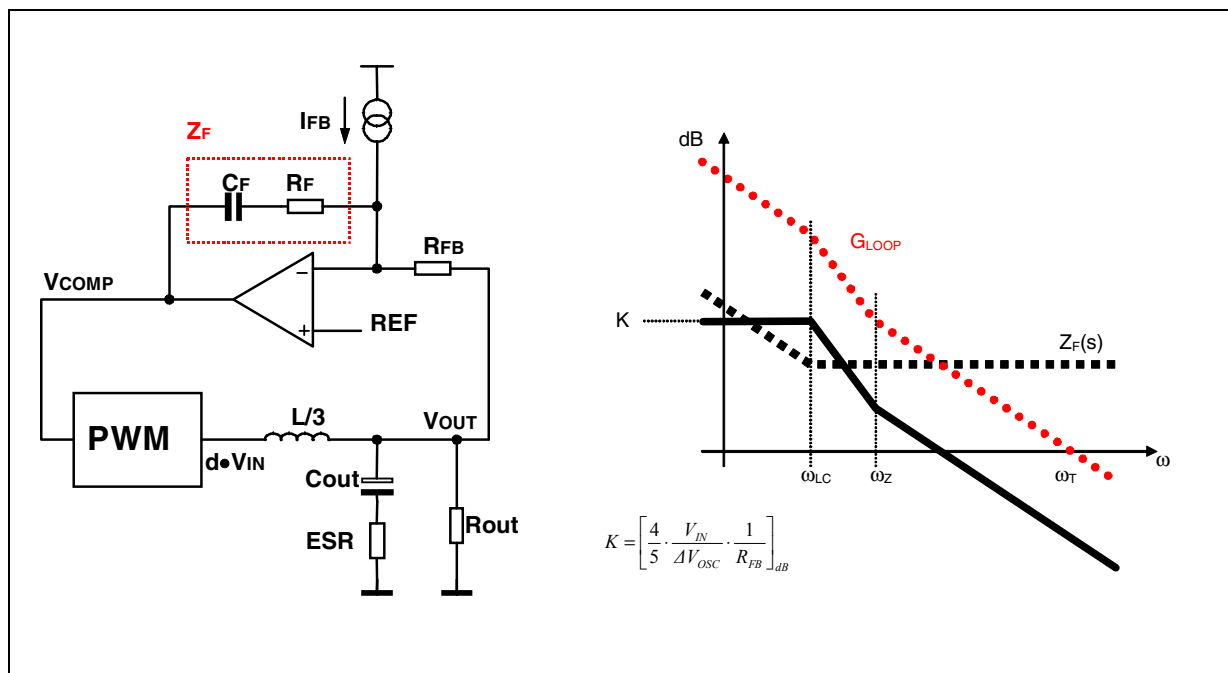 IFB
ZF
CF RF
RFB
VCOMP
−
+ REF
L/3 VOUT
PWM
d•VIN
Cout
ESR
Rout
dB
GLOOP
K
ZF(s)
ωLC ωZ ωT ω
K = [4/5 · VIN/ΔVOSC · 1/RFB]dB